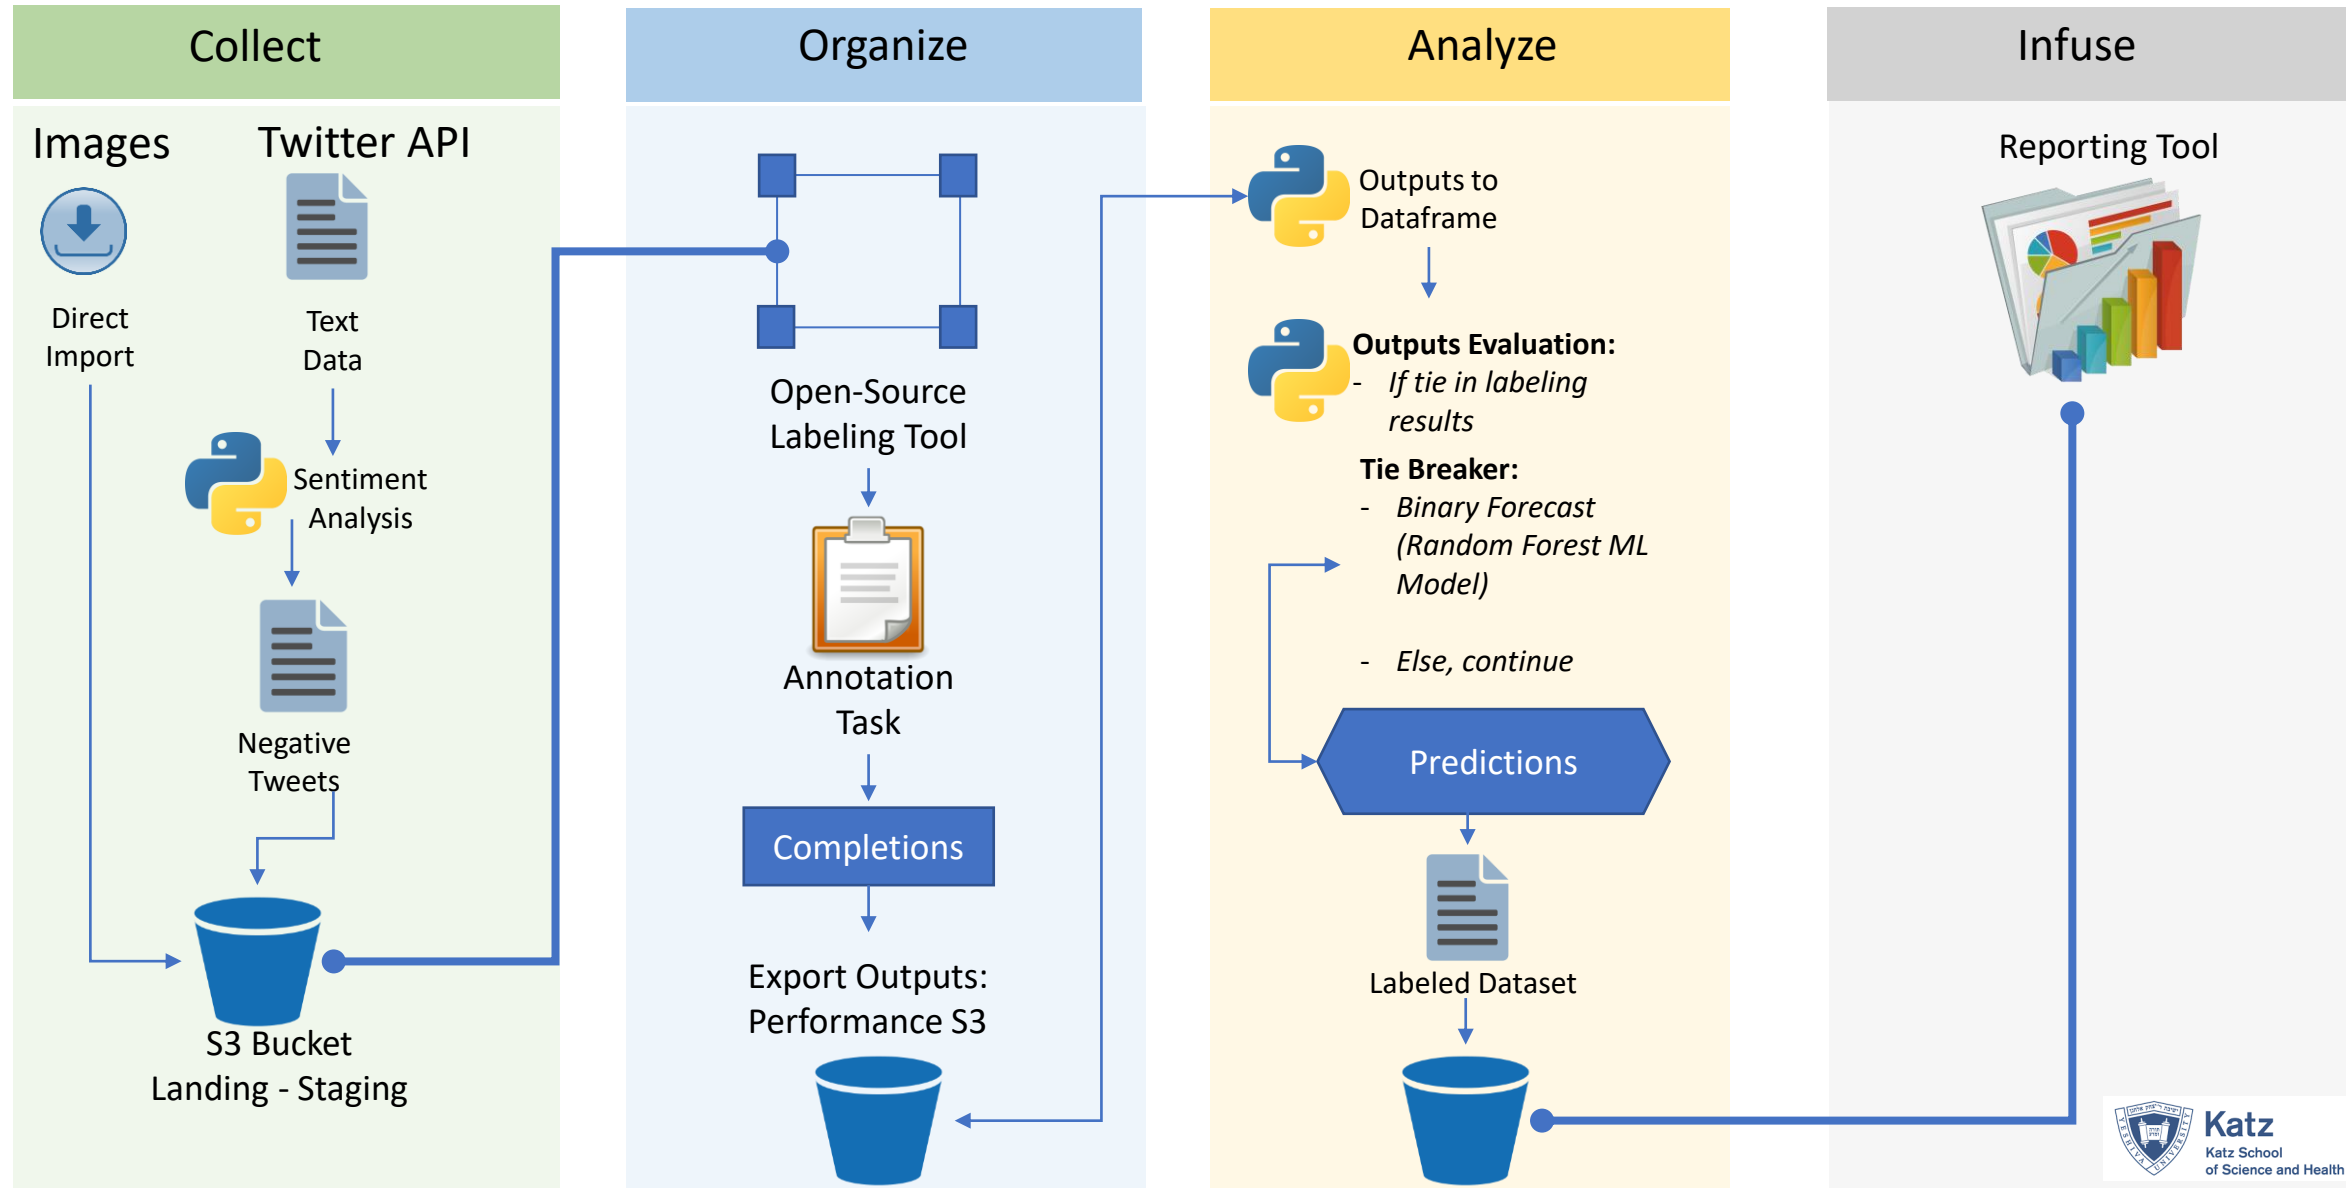 Collect
Images
Twitter API
Direct
Import
Text
Data
Sentiment
Analysis
Negative
Tweets
S3 Bucket
Landing - Staging
Organize
Open-Source
Labeling Tool
Annotation
Task
Completions
Export Outputs:
Performance S3
Analyze
Outputs to
Dataframe
Outputs Evaluation:
- If tie in labeling
results
Tie Breaker:
- Binary Forecast
(Random Forest ML
Model)
- Else, continue
Predictions
Labeled Dataset
Infuse
Reporting Tool
YESHIVA UNIVERSITY
Katz
Katz School
of Science and Health